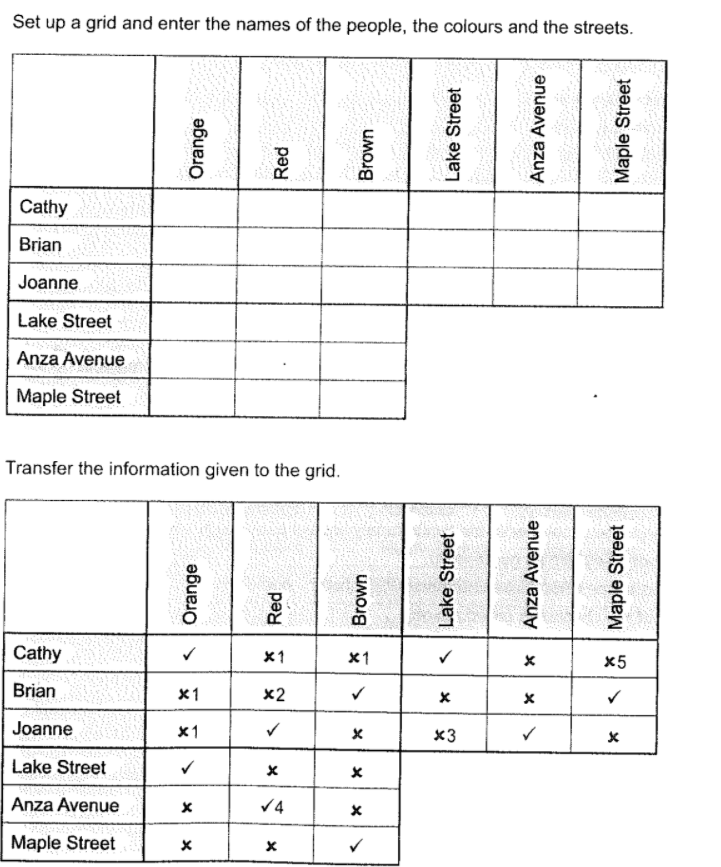 Set up a grid and enter the names of the people, the colours and the streets.
Orange Red Brown Lake Street Anza Avenue Maple Street
Cathy
Brian
Joanne
Lake Street
Anza Avenue
Maple Street
Transfer the information given to the grid.
Orange Red Brown Lake Street Anza Avenue Maple Street
Cathy ✓ ×1 ×1 ✓ × ×5
Brian ×1 ×2 ✓ × × ✓
Joanne ×1 ✓ × ×3 ✓ ×
Lake Street ✓ × ×
Anza Avenue × ✓4 ×
Maple Street × × ✓